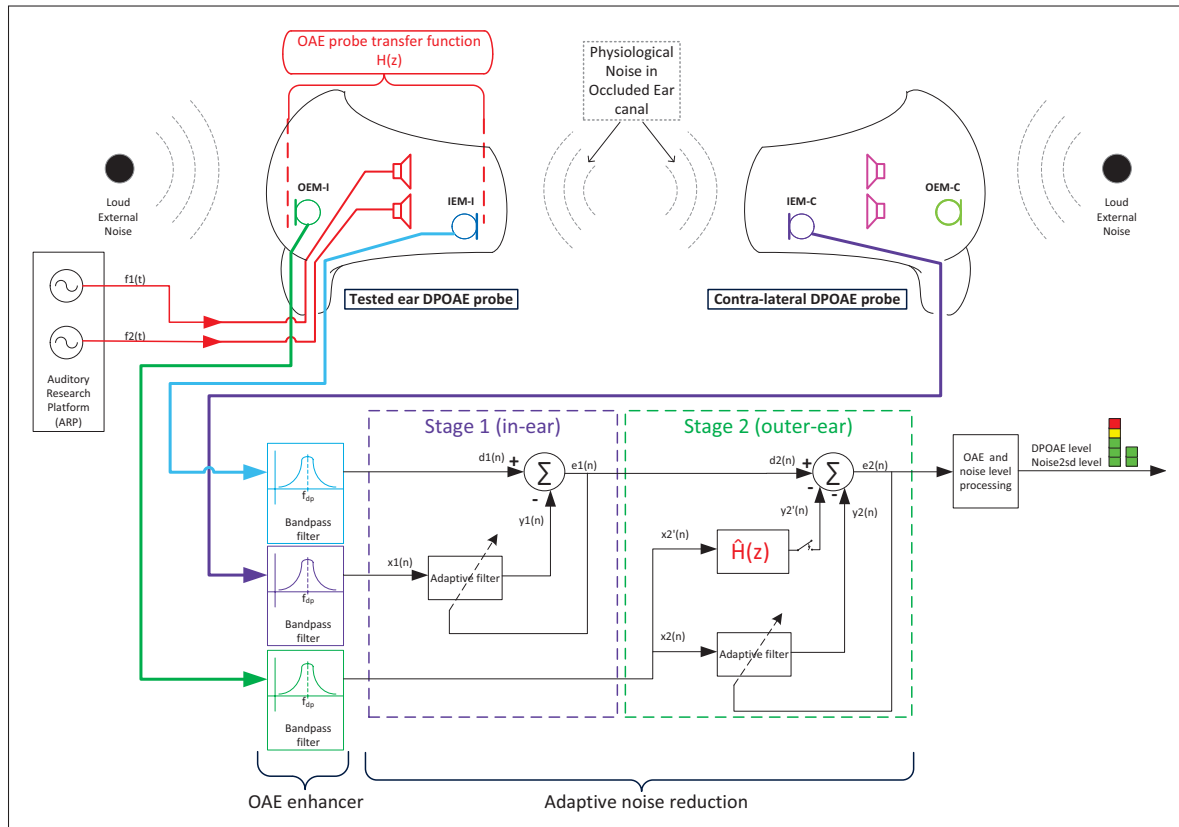 OAE probe transfer function
H(z)
Physiological
Noise in
Occluded Ear
canal
OEM-I
IEM-I
IEM-C
OEM-C
Loud
External
Noise
Loud
External
Noise
f1(t)
f2(t)
Auditory
Research
Platform
(ARP)
Tested ear DPOAE probe
Contra-lateral DPOAE probe
Stage 1 (in-ear)
Stage 2 (outer-ear)
f_dp
Bandpass
filter
d1(n)
+
Σ
-
e1(n)
y1(n)
d2(n)
+
Σ
-
-
e2(n)
y2'(n)
y2(n)
OAE and
noise level
processing
DPOAE level
Noise2sd level
f_dp
Bandpass
filter
x1(n)
Adaptive filter
x2'(n)
Ĥ(z)
x2(n)
Adaptive filter
f_dp
Bandpass
filter
OAE enhancer
Adaptive noise reduction